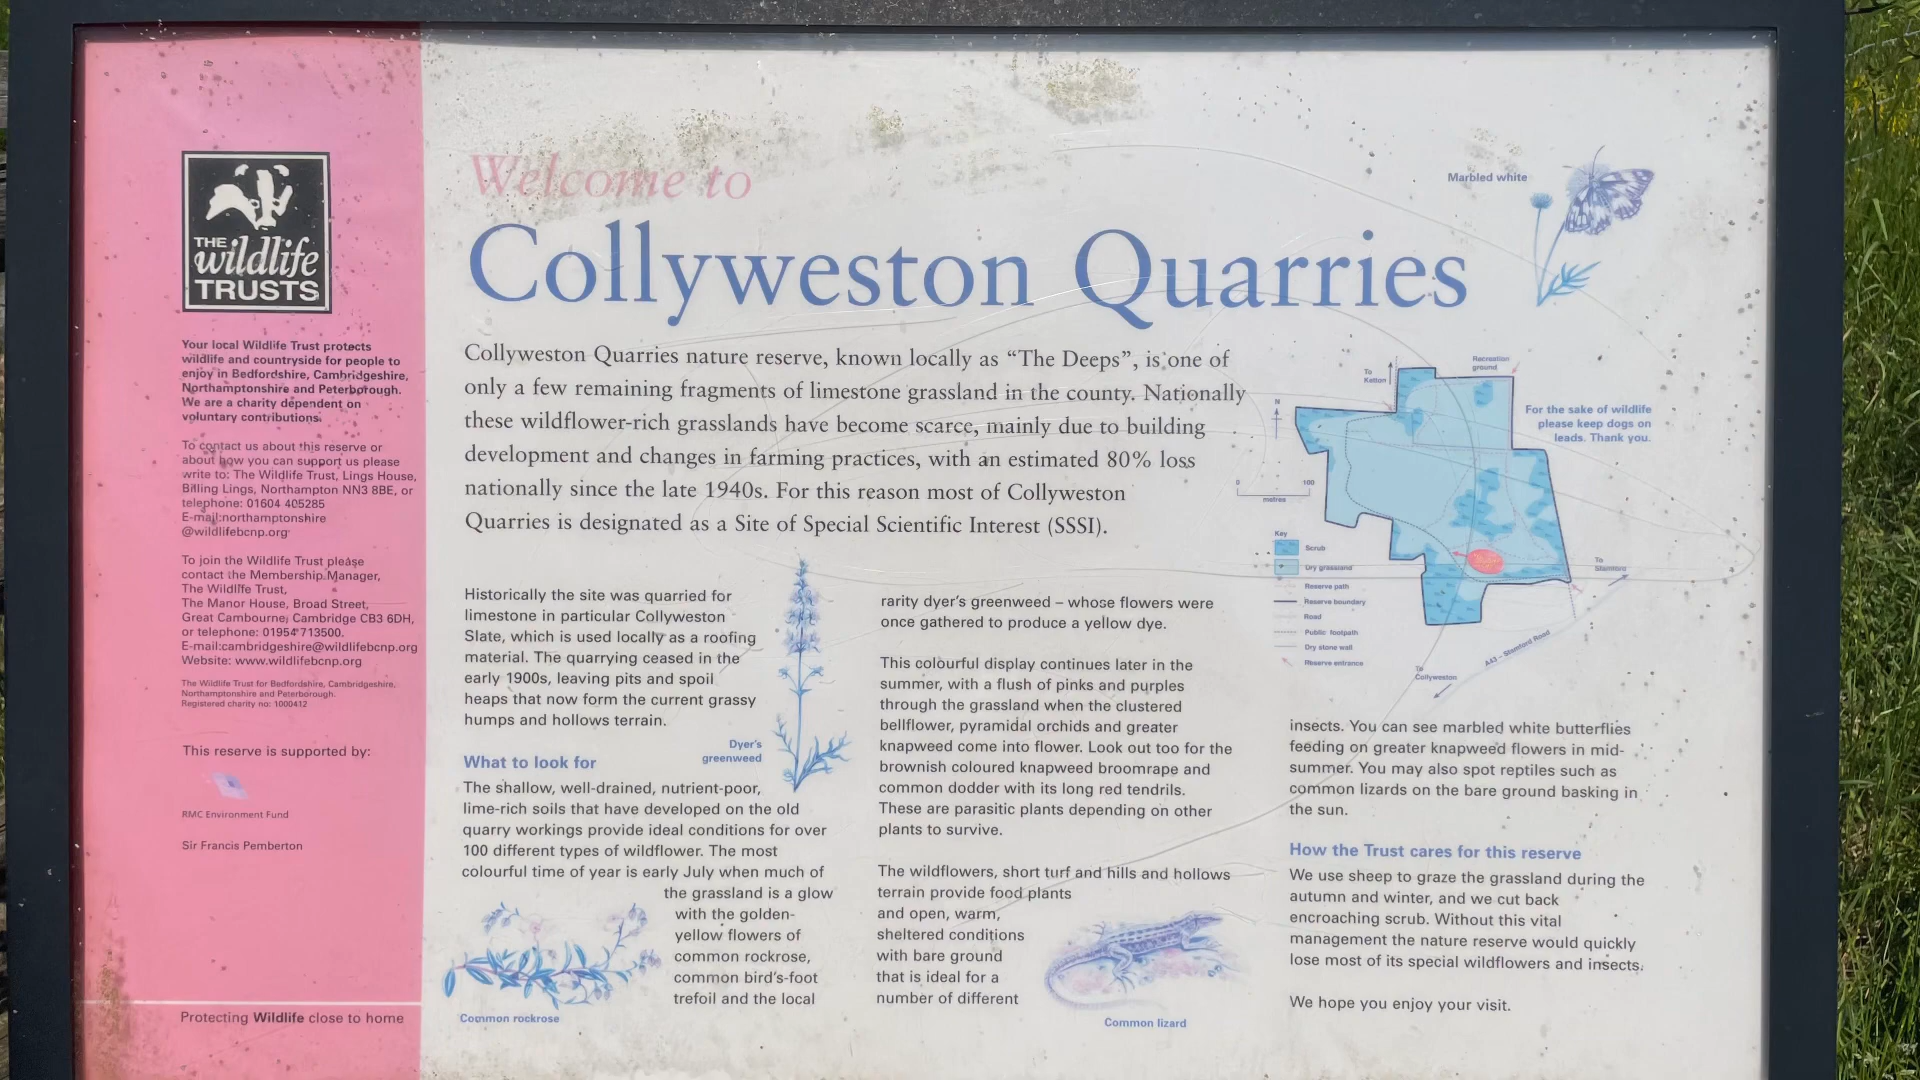 THE
wildlife
TRUSTS
Your local Wildlife Trust protects
wildlife and countryside for people to
enjoy in Bedfordshire, Cambridgeshire,
Northamptonshire and Peterborough.
We are a charity dependent on
voluntary contributions.
To contact us about this reserve or
about how you can support us please
write to: The Wildlife Trust, Lings House,
Billing Lings, Northampton NN3 8BE, or
telephone: 01604 405285
E-mail:northamptonshire
@wildlifebcnp.org
To join the Wildlife Trust please
contact the Membership Manager,
The Wildlife Trust,
The Manor House, Broad Street,
Great Cambourne, Cambridge CB3 6DH,
or telephone: 01954 713500.
E-mail:cambridgeshire@wildlifebcnp.org
Website: www.wildlifebcnp.org
The Wildlife Trust for Bedfordshire, Cambridgeshire,
Northamptonshire and Peterborough.
Registered charity no: 1000412
This reserve is supported by:
RMC Environment Fund
Sir Francis Pemberton
Protecting Wildlife close to home
Welcome to
Collyweston Quarries
Marbled white
Collyweston Quarries nature reserve, known locally as “The Deeps”, is one of
only a few remaining fragments of limestone grassland in the county. Nationally
these wildflower-rich grasslands have become scarce, mainly due to building
development and changes in farming practices, with an estimated 80% loss
nationally since the late 1940s. For this reason most of Collyweston
Quarries is designated as a Site of Special Scientific Interest (SSSI).
Historically the site was quarried for
limestone in particular Collyweston
Slate, which is used locally as a roofing
material. The quarrying ceased in the
early 1900s, leaving pits and spoil
heaps that now form the current grassy
humps and hollows terrain.
Dyer's
greenweed
What to look for
The shallow, well-drained, nutrient-poor,
lime-rich soils that have developed on the old
quarry workings provide ideal conditions for over
100 different types of wildflower. The most
colourful time of year is early July when much of
the grassland is a glow
with the golden-
yellow flowers of
common rockrose,
common bird's-foot
trefoil and the local
Common rockrose
rarity dyer's greenweed – whose flowers were
once gathered to produce a yellow dye.
This colourful display continues later in the
summer, with a flush of pinks and purples
through the grassland when the clustered
bellflower, pyramidal orchids and greater
knapweed come into flower. Look out too for the
brownish coloured knapweed broomrape and
common dodder with its long red tendrils.
These are parasitic plants depending on other
plants to survive.
The wildflowers, short turf and hills and hollows
terrain provide food plants
and open, warm,
sheltered conditions
with bare ground
that is ideal for a
number of different
Common lizard
To
Ketton
Recreation
ground
N
For the sake of wildlife
please keep dogs on
leads. Thank you.
0 100
metres
Key
Scrub
Dry grassland
Reserve path
Reserve boundary
Road
Public footpath
Dry stone wall
Reserve entrance
To
Stamford
A43 – Stamford Road
To
Collyweston
insects. You can see marbled white butterflies
feeding on greater knapweed flowers in mid-
summer. You may also spot reptiles such as
common lizards on the bare ground basking in
the sun.
How the Trust cares for this reserve
We use sheep to graze the grassland during the
autumn and winter, and we cut back
encroaching scrub. Without this vital
management the nature reserve would quickly
lose most of its special wildflowers and insects.
We hope you enjoy your visit.